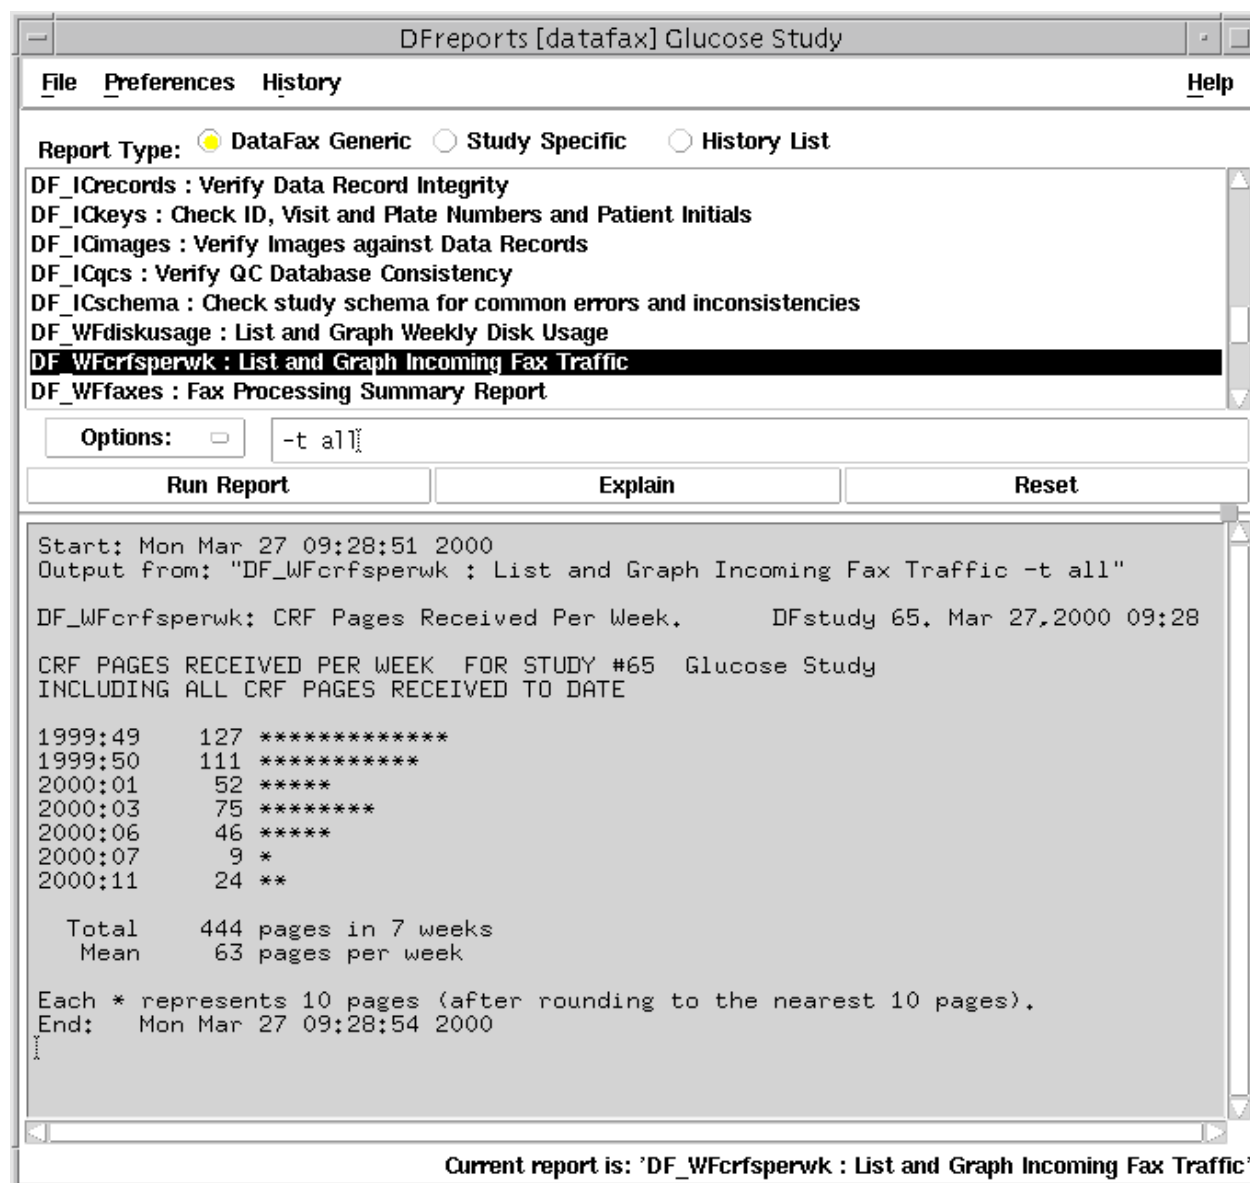 DFreports [datafax] Glucose Study
File Preferences History Help
Report Type: DataFax Generic Study Specific History List
DF_ICrecords : Verify Data Record Integrity
DF_ICkeys : Check ID, Visit and Plate Numbers and Patient Initials
DF_ICimages : Verify Images against Data Records
DF_ICqcs : Verify QC Database Consistency
DF_ICschema : Check study schema for common errors and inconsistencies
DF_WFdiskusage : List and Graph Weekly Disk Usage
DF_WFcrfsperwk : List and Graph Incoming Fax Traffic
DF_WFfaxes : Fax Processing Summary Report
Options: -t all
Run Report Explain Reset
Start: Mon Mar 27 09:28:51 2000
Output from: "DF_WFcrfsperwk : List and Graph Incoming Fax Traffic -t all"
DF_WFcrfsperwk: CRF Pages Received Per Week. DFstudy 65. Mar 27,2000 09:28
CRF PAGES RECEIVED PER WEEK FOR STUDY #65 Glucose Study
INCLUDING ALL CRF PAGES RECEIVED TO DATE
1999:49 127 *************
1999:50 111 ***********
2000:01 52 *****
2000:03 75 ********
2000:06 46 *****
2000:07 9 *
2000:11 24 **
Total 444 pages in 7 weeks
Mean 63 pages per week
Each * represents 10 pages (after rounding to the nearest 10 pages).
End: Mon Mar 27 09:28:54 2000
Current report is: 'DF_WFcrfsperwk : List and Graph Incoming Fax Traffic'